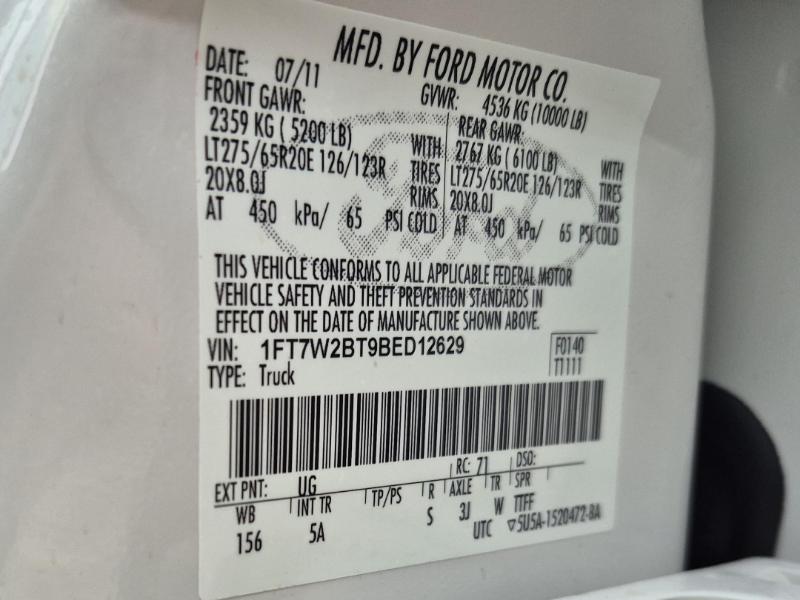 MFD. BY FORD MOTOR CO.
DATE: 07/11 GVWR: 4536 KG (10000 LB)
FRONT GAWR: REAR GAWR:
2359 KG ( 5200 LB) WITH 2767 KG ( 6100 LB) WITH
LT275/65R20E 126/123R TIRES LT275/65R20E 126/123R TIRES
20X8.0J RIMS 20X8.0J RIMS
AT 450 kPa/ 65 PSI COLD AT 450 kPa/ 65 PSI COLD
THIS VEHICLE CONFORMS TO ALL APPLICABLE FEDERAL MOTOR
VEHICLE SAFETY AND THEFT PREVENTION STANDARDS IN
EFFECT ON THE DATE OF MANUFACTURE SHOWN ABOVE.
VIN: 1FT7W2BT9BED12629 F0140
TYPE: Truck T1111
EXT PNT: UG RC: 71 DSO:
WB INT TR TP/PS R AXLE TR SPR
156 5A S 3J W TTFF
UTC ▽5U5A-1520472-BA